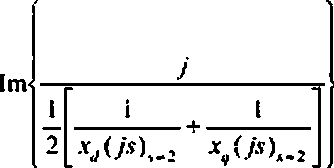 Im{ j / ( 1/2 [ 1/(x_d(js)_{s=2}) + 1/(x_q(js)_{s=2}) ] ) }